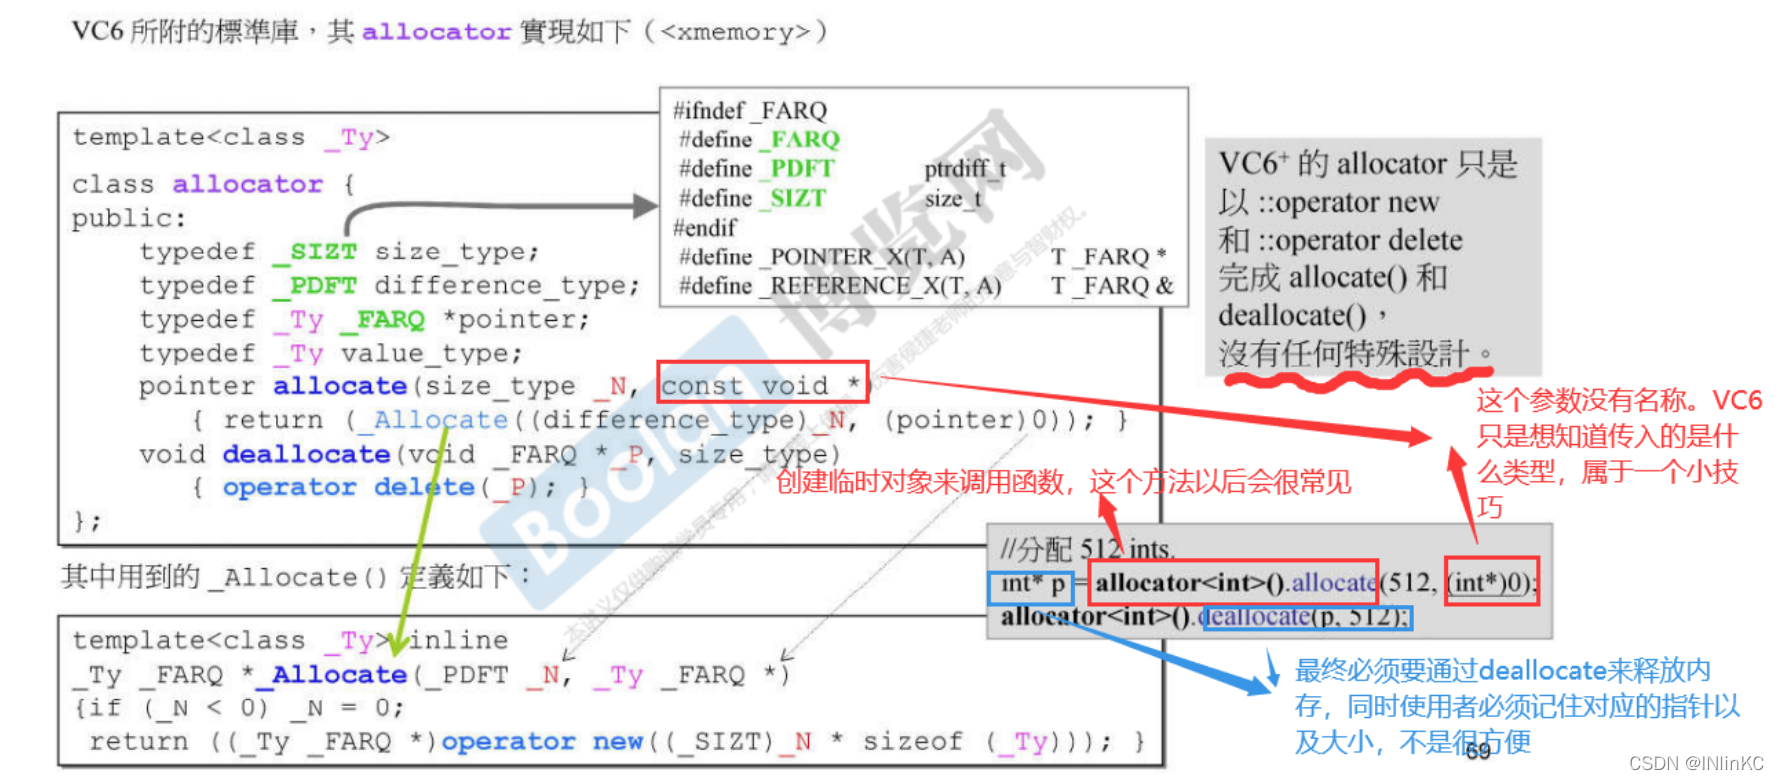 VC6 所附的標準庫，其 allocator 實現如下（<xmemory>）
template<class _Ty>
class allocator {
public:
typedef _SIZT size_type;
typedef _PDFT difference_type;
typedef _Ty _FARQ *pointer;
typedef _Ty value_type;
pointer allocate(size_type _N, const void *)
{ return (_Allocate((difference_type)_N, (pointer)0)); }
void deallocate(void _FARQ *_P, size_type)
{ operator delete(_P); }
};
#ifndef _FARQ
#define _FARQ
#define _PDFT ptrdiff_t
#define _SIZT size_t
#endif
#define _POINTER_X(T, A) T _FARQ *
#define _REFERENCE_X(T, A) T _FARQ &
VC6+ 的 allocator 只是
以 ::operator new
和 ::operator delete
完成 allocate() 和
deallocate()，
沒有任何特殊設計。
这个参数没有名称。VC6
只是想知道传入的是什
么类型，属于一个小技
巧
创建临时对象来调用函数，这个方法以后会很常见
//分配 512 ints.
int* p = allocator<int>().allocate(512, (int*)0);
allocator<int>().deallocate(p, 512);
最终必须要通过deallocate来释放内
存，同时使用者必须记住对应的指针以
及大小，不是很方便
其中用到的 _Allocate() 定義如下：
template<class _Ty> inline
_Ty _FARQ *_Allocate(_PDFT _N, _Ty _FARQ *)
{if (_N < 0) _N = 0;
return ((_Ty _FARQ *)operator new((_SIZT)_N * sizeof (_Ty))); }
69
Boolan
博览网
CSDN @INlinKC